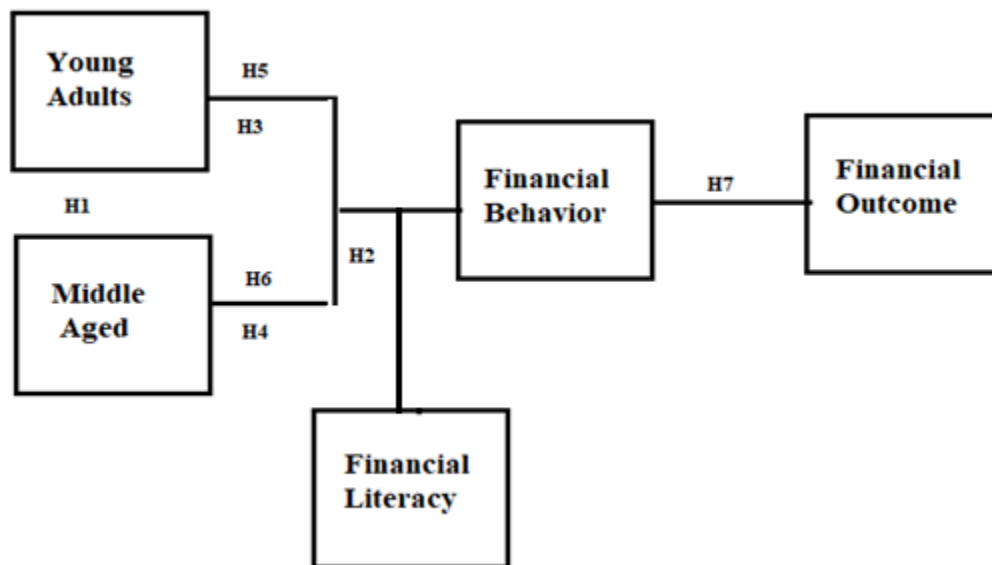 Young
Adults
H5
H3
H1
Middle
Aged
H6
H4
H2
Financial
Behavior
H7
Financial
Outcome
Financial
Literacy